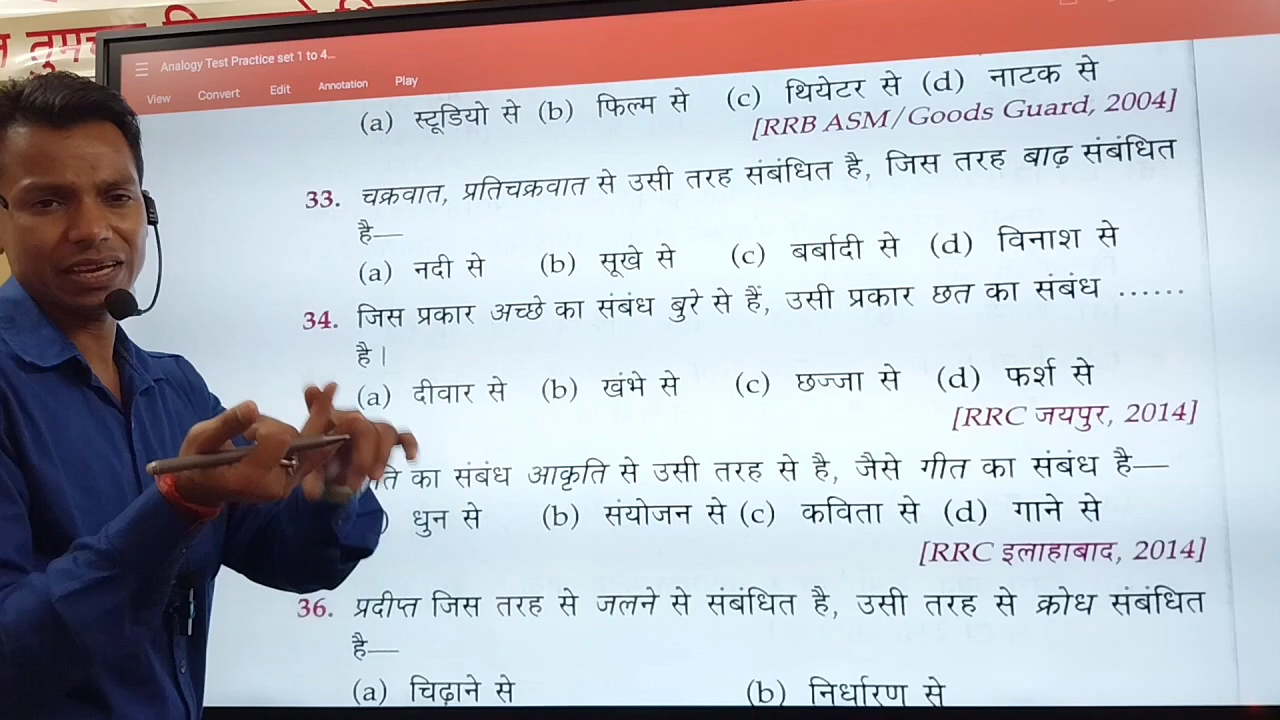 तुम
Analogy Test Practice set 1 to 4...
View Convert Edit Annotation Play
(a) स्टूडियो से (b) फिल्म से (c) थियेटर से (d) नाटक से
[RRB ASM/Goods Guard, 2004]
33. चक्रवात, प्रतिचक्रवात से उसी तरह संबंधित है, जिस तरह बाढ़ संबंधित
है—
(a) नदी से (b) सूखे से (c) बर्बादी से (d) विनाश से
34. जिस प्रकार अच्छे का संबंध बुरे से हैं, उसी प्रकार छत का संबंध ......
है।
(a) दीवार से (b) खंभे से (c) छज्जा से (d) फर्श से
[RRC जयपुर, 2014]
का संबंध आकृति से उसी तरह से है, जैसे गीत का संबंध है—
) धुन से (b) संयोजन से (c) कविता से (d) गाने से
[RRC इलाहाबाद, 2014]
36. प्रदीप्त जिस तरह से जलने से संबंधित है, उसी तरह से क्रोध संबंधित
है—
(a) चिढ़ाने से (b) निर्धारण से